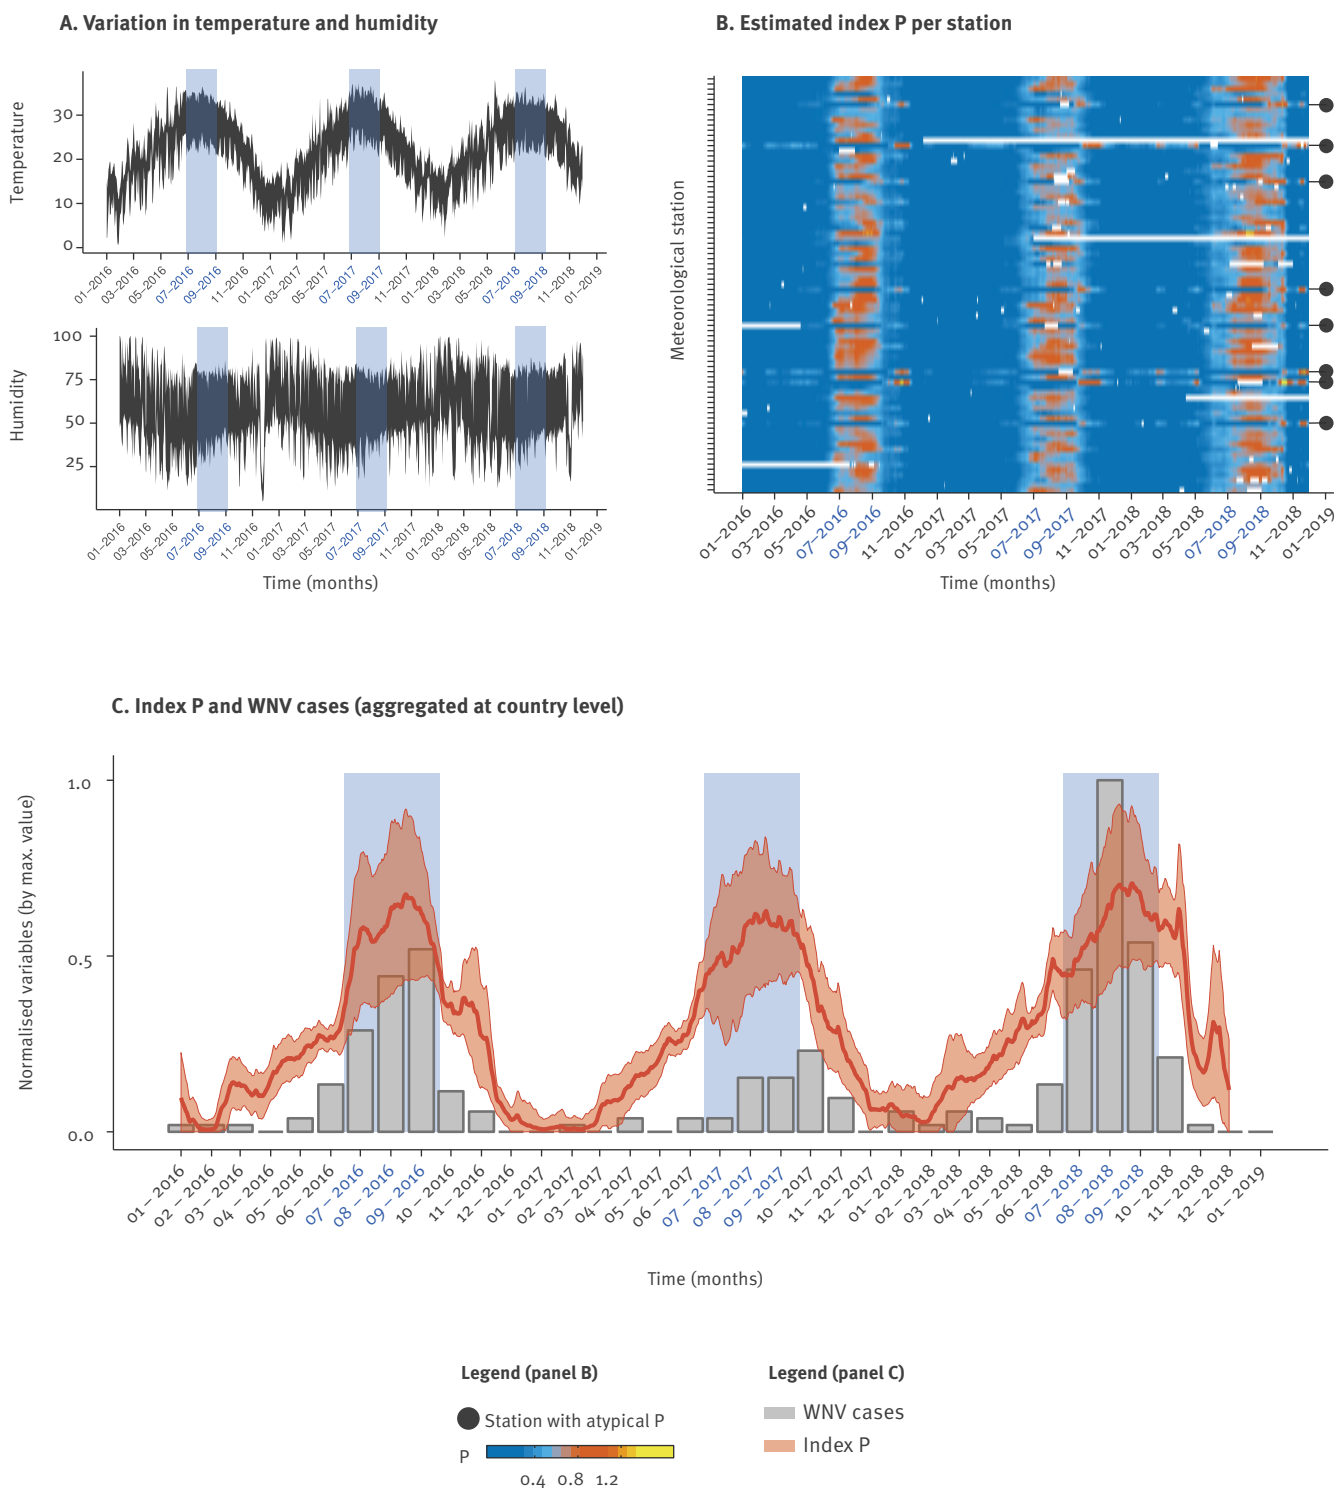 A. Variation in temperature and humidity
Temperature
30
20
10
0
01–2016 03–2016 05–2016 07–2016 09–2016 11–2016 01–2017 03–2017 05–2017 07–2017 09–2017 11–2017 01–2018 03–2018 05–2018 07–2018 09–2018 11–2018 01–2019
Humidity
100
75
50
25
01–2016 03–2016 05–2016 07–2016 09–2016 11–2016 01–2017 03–2017 05–2017 07–2017 09–2017 11–2017 01–2018 03–2018 05–2018 07–2018 09–2018 11–2018 01–2019
Time (months)
B. Estimated index P per station
Meteorological station
01–2016 03–2016 05–2016 07–2016 09–2016 11–2016 01–2017 03–2017 05–2017 07–2017 09–2017 11–2017 01–2018 03–2018 05–2018 07–2018 09–2018 11–2018 01–2019
Time (months)
C. Index P and WNV cases (aggregated at country level)
Normalised variables (by max. value)
1.0
0.5
0.0
01 – 2016 02 – 2016 03 – 2016 04 – 2016 05 – 2016 06 – 2016 07 – 2016 08 – 2016 09 – 2016 10 – 2016 11 – 2016 12 – 2016 01 – 2017 02 – 2017 03 – 2017 04 – 2017 05 – 2017 06 – 2017 07 – 2017 08 – 2017 09 – 2017 10 – 2017 11 – 2017 12 – 2017 01 – 2018 02 – 2018 03 – 2018 04 – 2018 05 – 2018 06 – 2018 07 – 2018 08 – 2018 09 – 2018 10 – 2018 11 – 2018 12 – 2018 01 – 2019
Time (months)
Legend (panel B)
Station with atypical P
P
0.4 0.8 1.2
Legend (panel C)
WNV cases
Index P